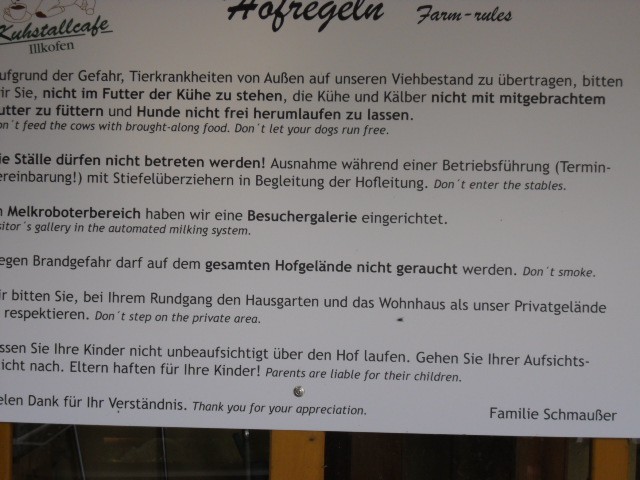 Hofregeln Farm-rules
Kuhstallcafe
Illkofen
ufgrund der Gefahr, Tierkrankheiten von Außen auf unseren Viehbestand zu übertragen, bitten
ir Sie, nicht im Futter der Kühe zu stehen, die Kühe und Kälber nicht mit mitgebrachtem
utter zu füttern und Hunde nicht frei herumlaufen zu lassen.
on´t feed the cows with brought-along food. Don´t let your dogs run free.
ie Ställe dürfen nicht betreten werden! Ausnahme während einer Betriebsführung (Termin-
ereinbarung!) mit Stiefelüberziehern in Begleitung der Hofleitung. Don´t enter the stables.
m Melkroboterbereich haben wir eine Besuchergalerie eingerichtet.
sitor´s gallery in the automated milking system.
egen Brandgefahr darf auf dem gesamten Hofgelände nicht geraucht werden. Don´t smoke.
ir bitten Sie, bei Ihrem Rundgang den Hausgarten und das Wohnhaus als unser Privatgelände
respektieren. Don´t step on the private area.
ssen Sie Ihre Kinder nicht unbeaufsichtigt über den Hof laufen. Gehen Sie Ihrer Aufsichts-
icht nach. Eltern haften für Ihre Kinder! Parents are liable for their children.
elen Dank für Ihr Verständnis. Thank you for your appreciation.
Familie Schmaußer